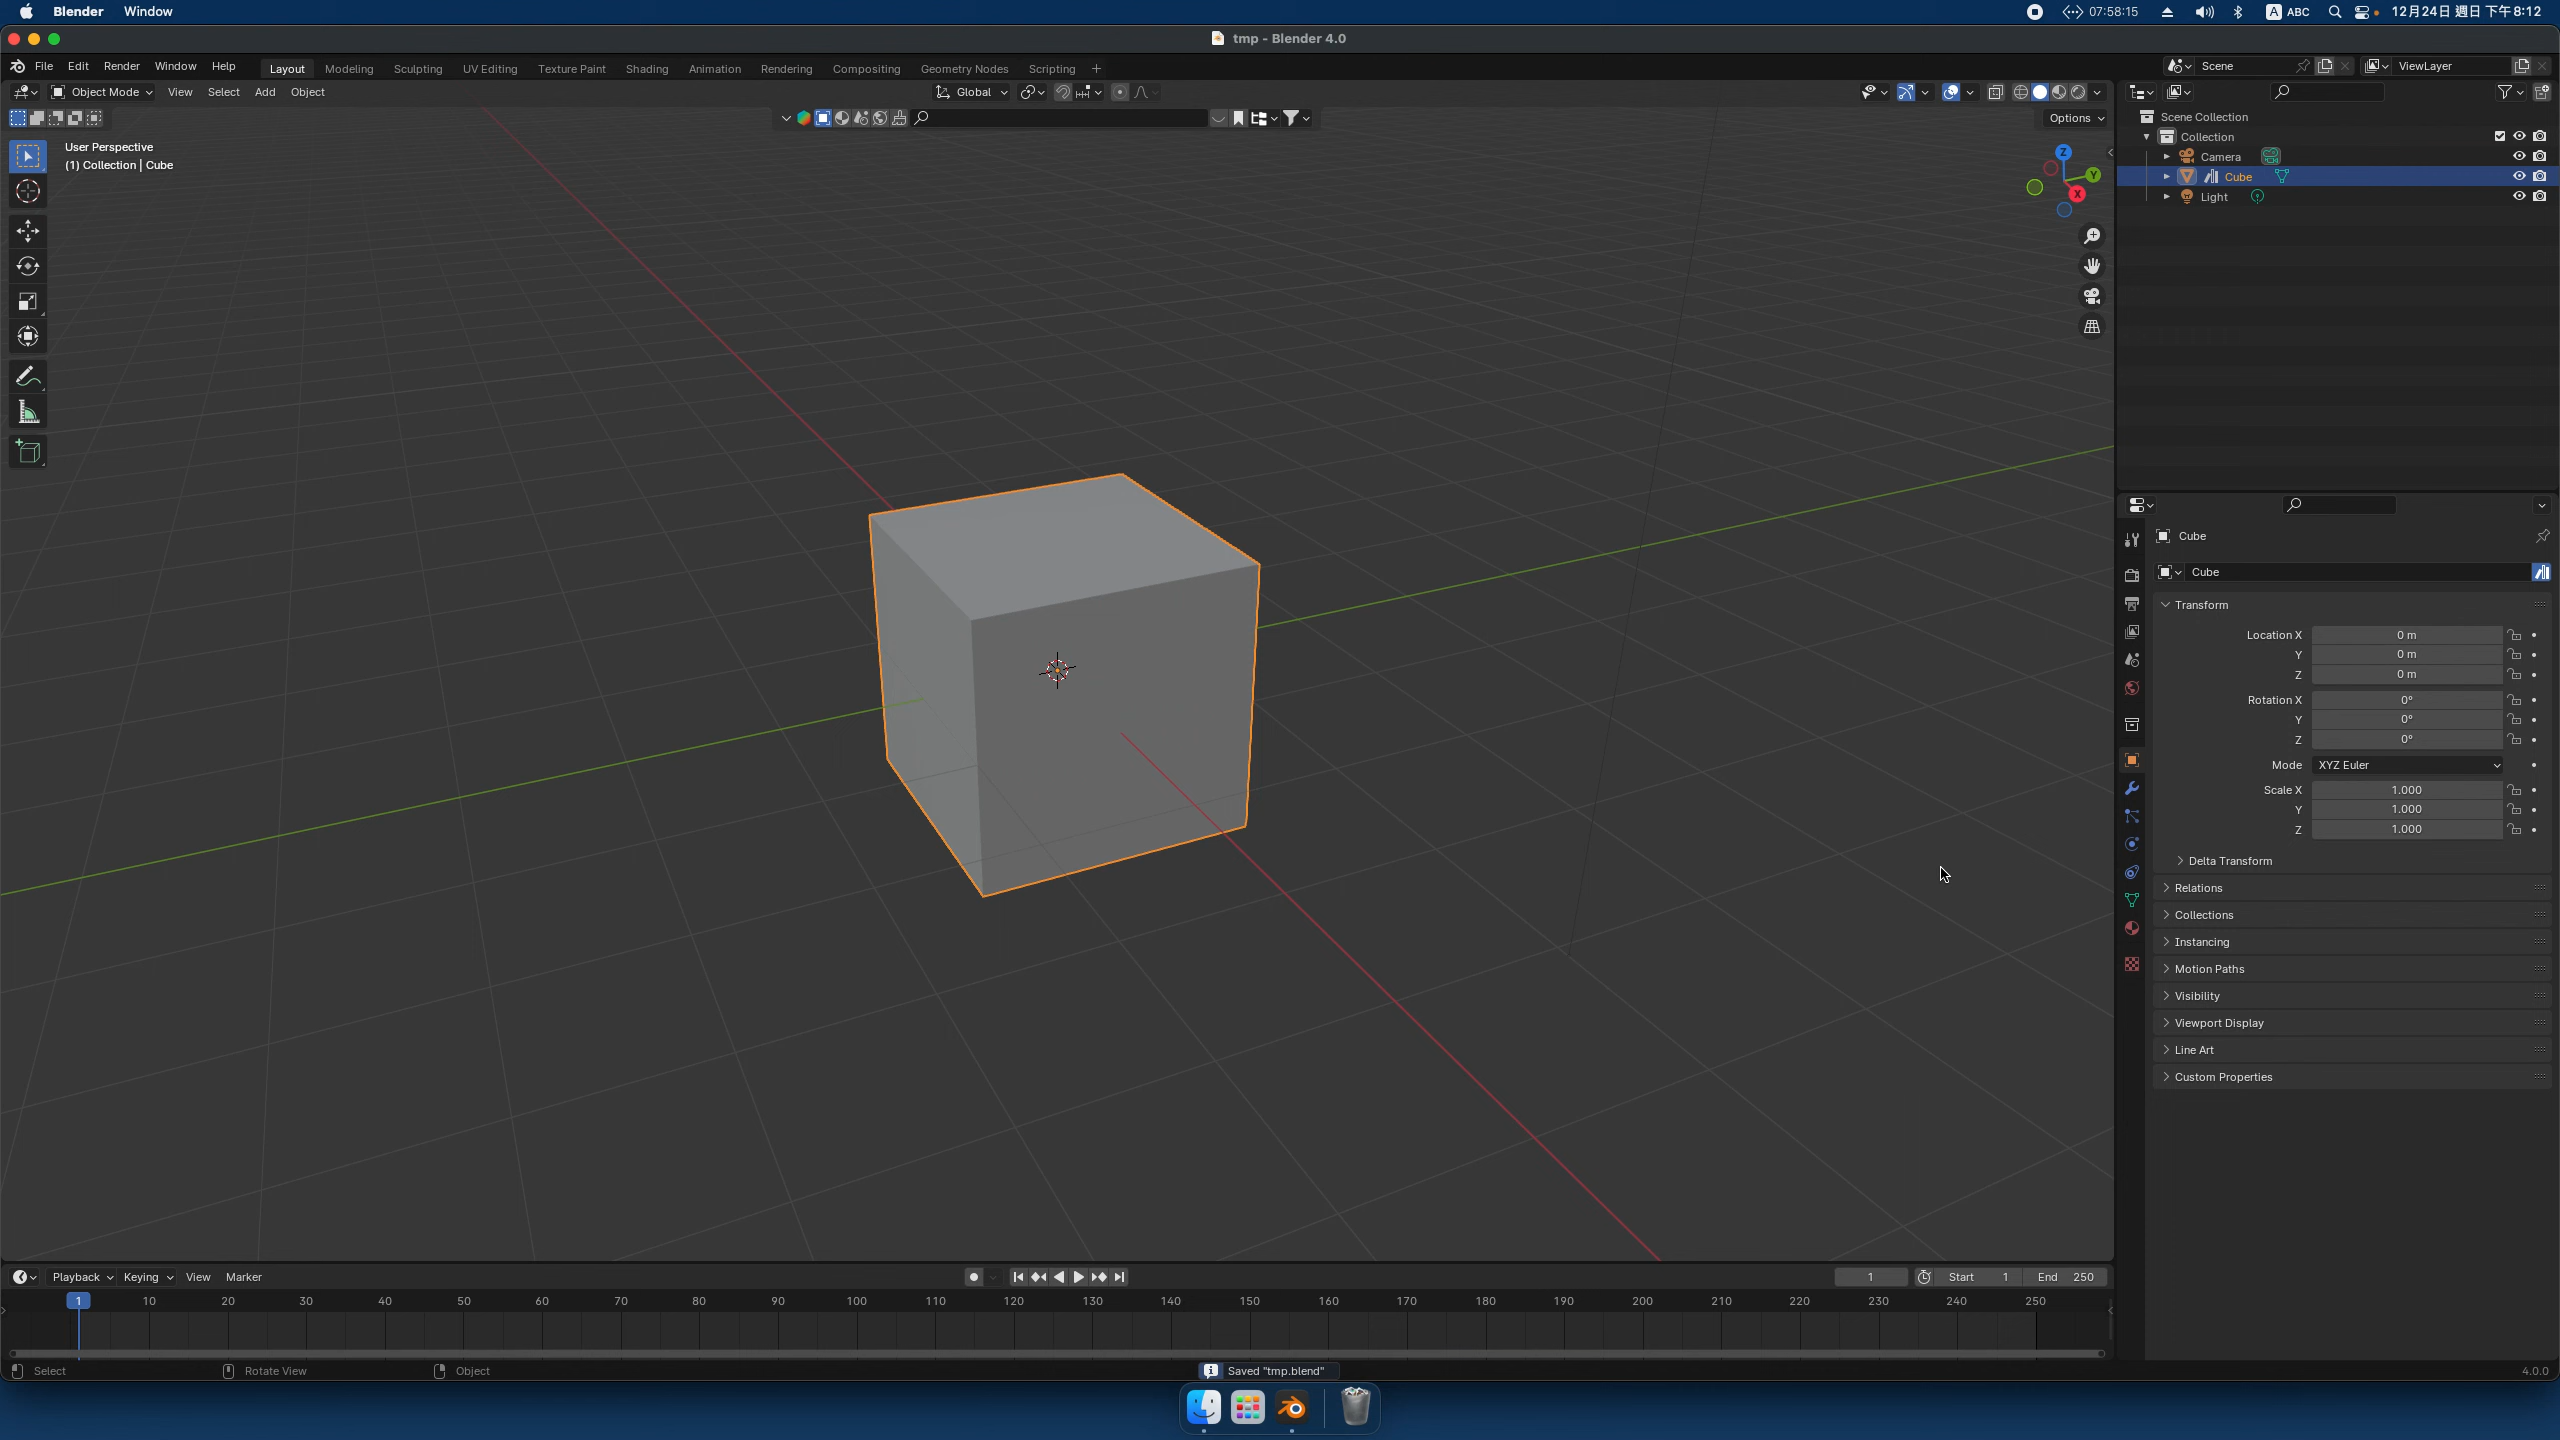 Blender Window 07:58:15 A ABC 12月24日 週日 下午8:12
tmp - Blender 4.0
File Edit Render Window Help Layout Modeling Sculpting UV Editing Texture Paint Shading Animation Rendering Compositing Geometry Nodes Scripting + Scene ViewLayer
Object Mode View Select Add Object Global
Options
User Perspective
(1) Collection | Cube
Z
Y
X
Scene Collection
Collection
Camera
Cube
Light
Cube
Cube
Transform
Location X 0 m
Y 0 m
Z 0 m
Rotation X 0°
Y 0°
Z 0°
Mode XYZ Euler
Scale X 1.000
Y 1.000
Z 1.000
Delta Transform
Relations
Collections
Instancing
Motion Paths
Visibility
Viewport Display
Line Art
Custom Properties
Playback Keying View Marker 1 Start 1 End 250
1 10 20 30 40 50 60 70 80 90 100 110 120 130 140 150 160 170 180 190 200 210 220 230 240 250
Select Rotate View Object Saved "tmp.blend" 4.0.0